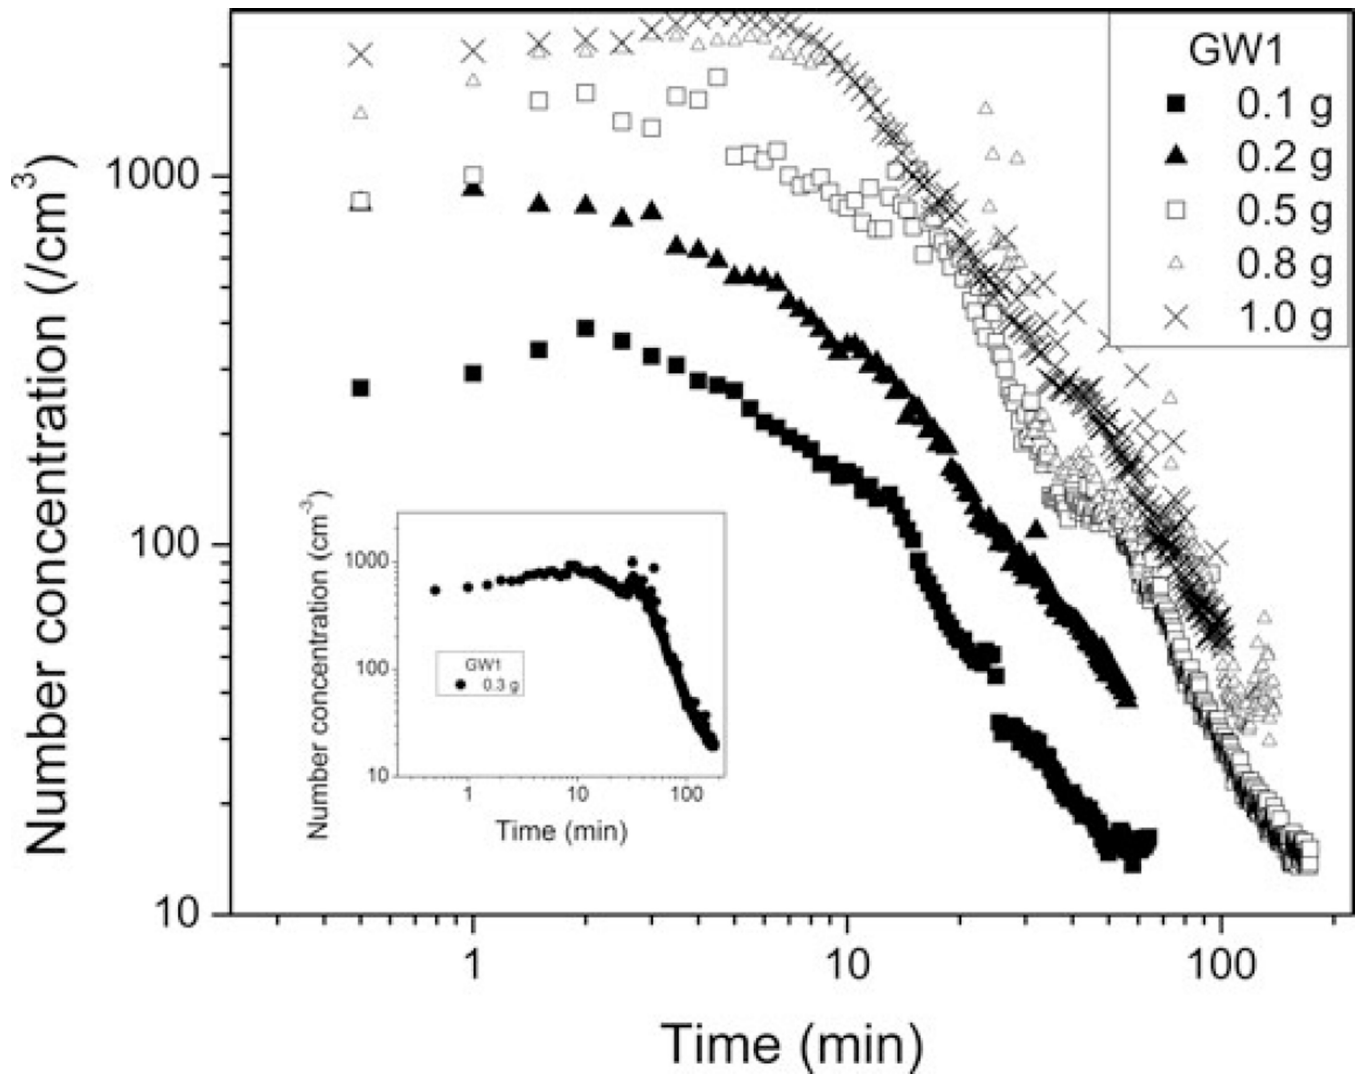 GW1
0.1 g
0.2 g
0.5 g
0.8 g
1.0 g
Number concentration (/cm³)
1000
100
10
1
10
100
Time (min)
Number concentration (cm⁻³)
1000
100
10
GW1
0.3 g
1
10
100
Time (min)